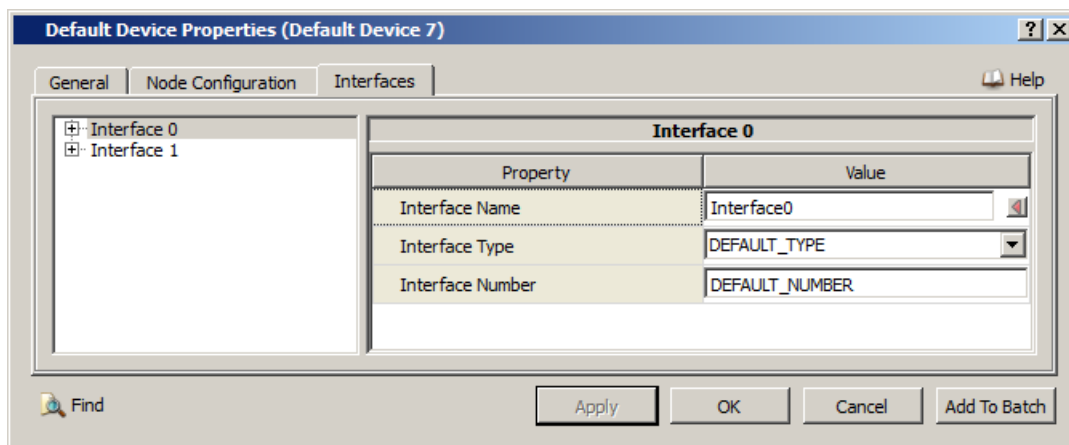 Default Device Properties (Default Device 7)
General Node Configuration Interfaces Help
Interface 0
Interface 1
Interface 0
Property Value
Interface Name Interface0
Interface Type DEFAULT_TYPE
Interface Number DEFAULT_NUMBER
Find Apply OK Cancel Add To Batch